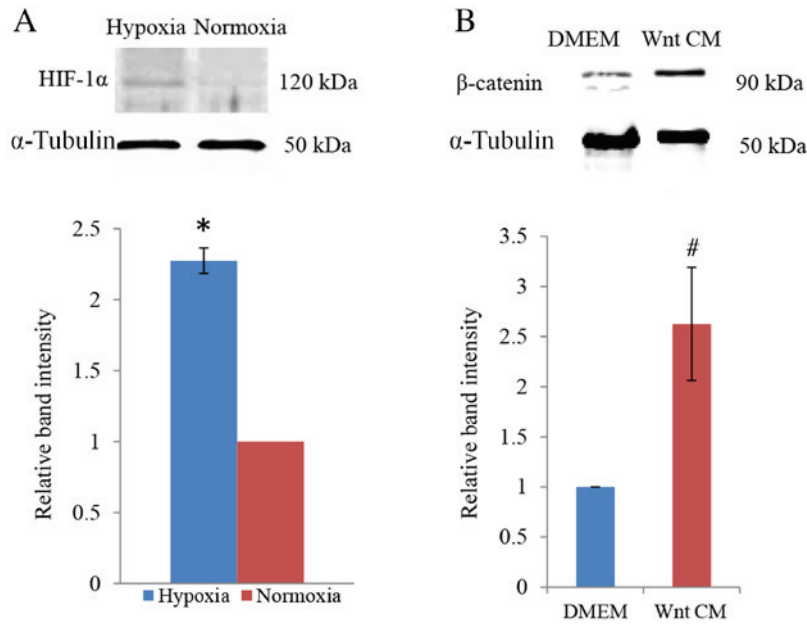 A
Hypoxia Normoxia
HIF-1α
120 kDa
α-Tubulin
50 kDa
Relative band intensity
2.5
2
1.5
1
0.5
0
*
Hypoxia Normoxia
B
DMEM Wnt CM
β-catenin
90 kDa
α-Tubulin
50 kDa
Relative band intensity
3.5
3
2.5
2
1.5
1
0.5
0
#
DMEM Wnt CM